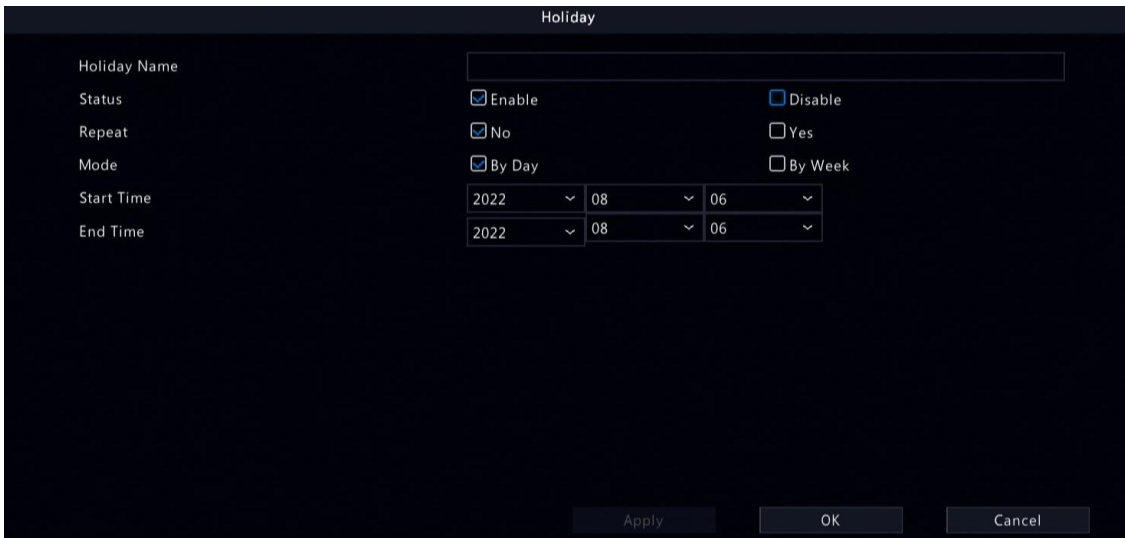 Holiday
Holiday Name
Status Enable Disable
Repeat No Yes
Mode By Day By Week
Start Time 2022 08 06
End Time 2022 08 06
Apply OK Cancel